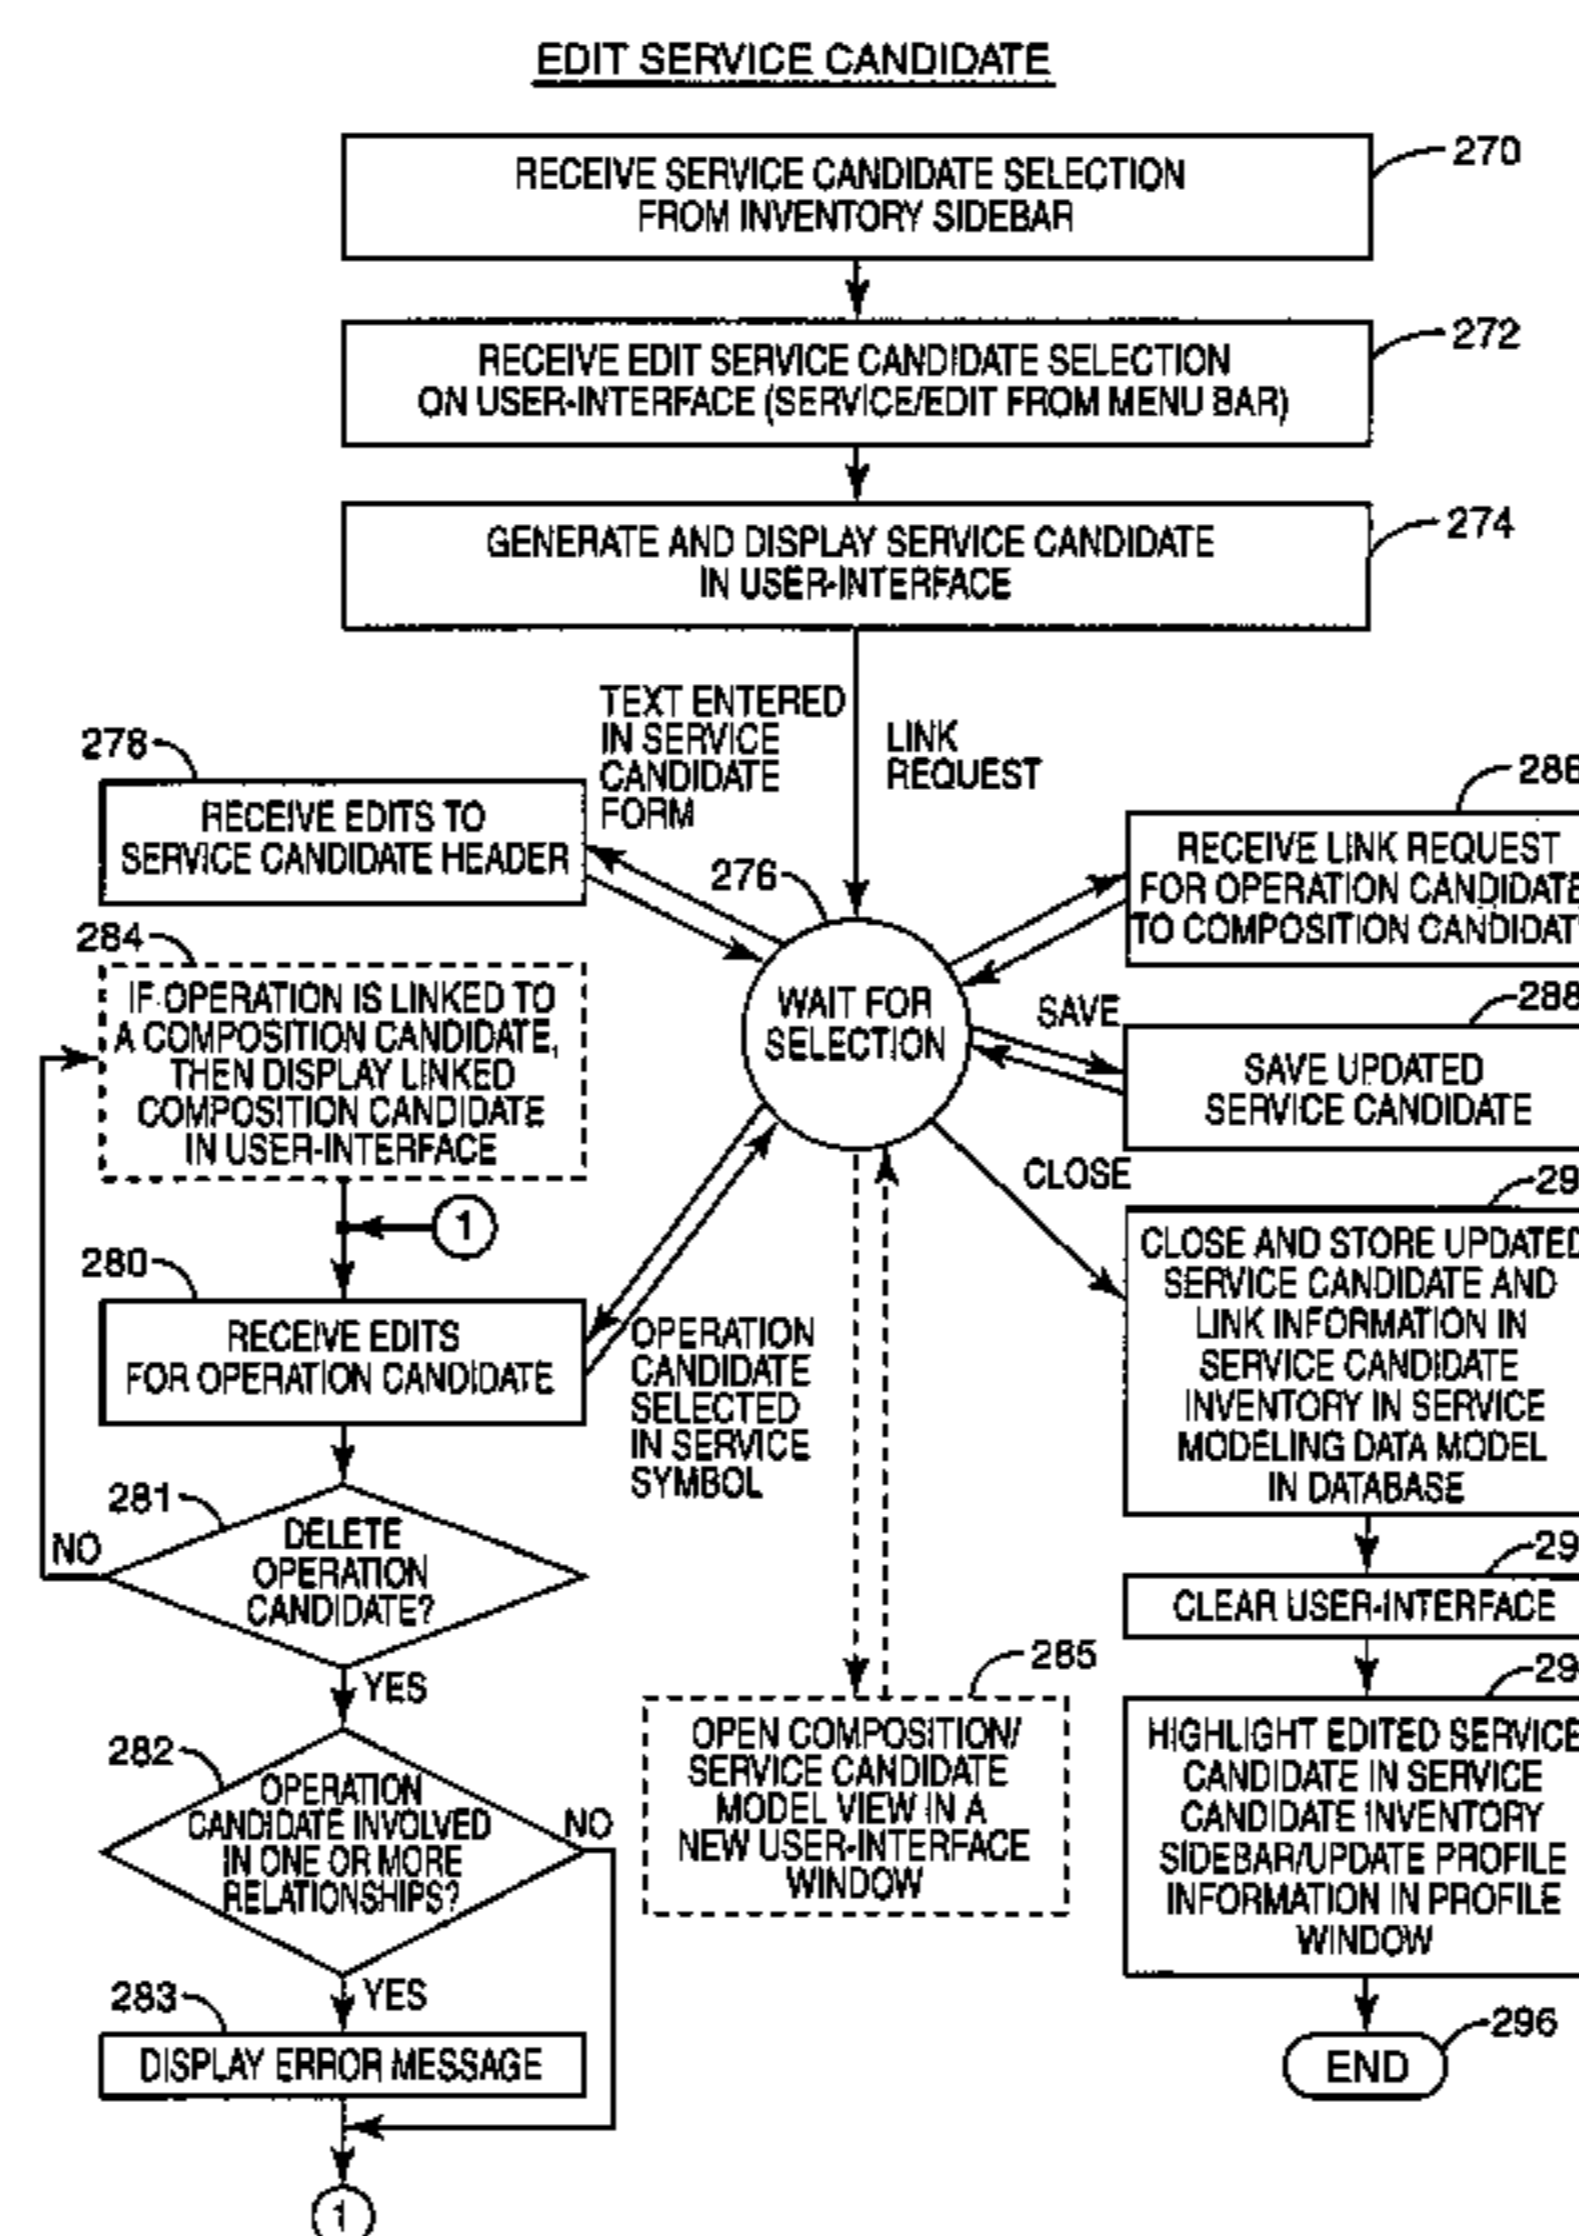 EDIT SERVICE CANDIDATE
270
RECEIVE SERVICE CANDIDATE SELECTION
FROM INVENTORY SIDEBAR
272
RECEIVE EDIT SERVICE CANDIDATE SELECTION
ON USER-INTERFACE (SERVICE/EDIT FROM MENU BAR)
274
GENERATE AND DISPLAY SERVICE CANDIDATE
IN USER-INTERFACE
TEXT ENTERED
IN SERVICE
CANDIDATE
FORM
LINK
REQUEST
278
RECEIVE EDITS TO
SERVICE CANDIDATE HEADER
276
WAIT FOR
SELECTION
286
RECEIVE LINK REQUEST
FOR OPERATION CANDIDATE
TO COMPOSITION CANDIDAT
284
IF OPERATION IS LINKED TO
A COMPOSITION CANDIDATE,
THEN DISPLAY LINKED
COMPOSITION CANDIDATE
IN USER-INTERFACE
SAVE
288
SAVE UPDATED
SERVICE CANDIDATE
CLOSE
29
CLOSE AND STORE UPDATED
SERVICE CANDIDATE AND
LINK INFORMATION IN
SERVICE CANDIDATE
INVENTORY IN SERVICE
MODELING DATA MODEL
IN DATABASE
1
280
RECEIVE EDITS
FOR OPERATION CANDIDATE
OPERATION
CANDIDATE
SELECTED
IN SERVICE
SYMBOL
281
NO
DELETE
OPERATION
CANDIDATE?
YES
29
CLEAR USER-INTERFACE
282
OPERATION
CANDIDATE INVOLVED
IN ONE OR MORE
RELATIONSHIPS?
NO
YES
285
OPEN COMPOSITION/
SERVICE CANDIDATE
MODEL VIEW IN A
NEW USER-INTERFACE
WINDOW
29
HIGHLIGHT EDITED SERVICE
CANDIDATE IN SERVICE
CANDIDATE INVENTORY
SIDEBAR/UPDATE PROFILE
INFORMATION IN PROFILE
WINDOW
283
DISPLAY ERROR MESSAGE
296
END
1